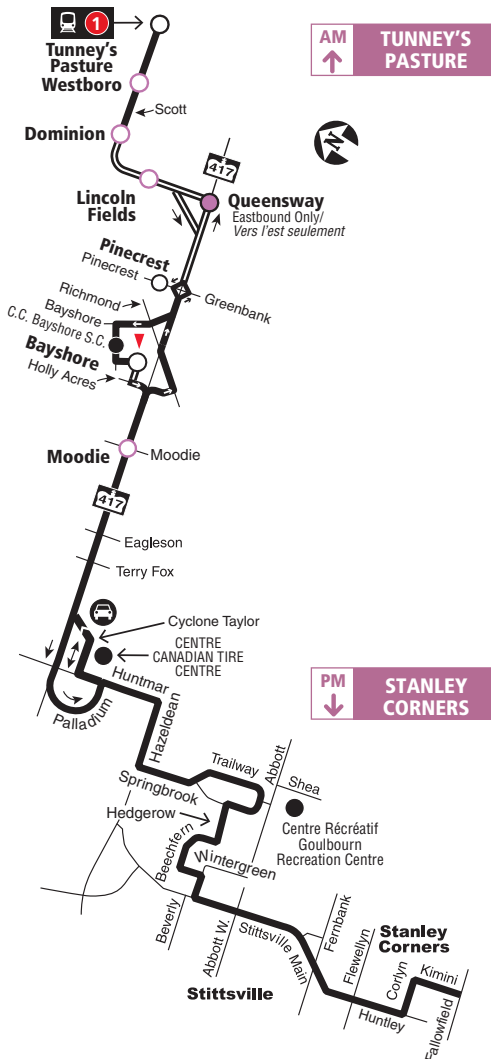 1
Tunney's
Pasture
Westboro
AM
TUNNEY'S
PASTURE
Scott
Dominion
N
417
Lincoln
Fields
Queensway
Eastbound Only/
Vers l'est seulement
Pinecrest
Pinecrest
Greenbank
Richmond
Bayshore
C.C. Bayshore S.C.
Bayshore
Holly Acres
Moodie
Moodie
417
Eagleson
Terry Fox
Cyclone Taylor
CENTRE
CANADIAN TIRE
CENTRE
Huntmar
Palladium
PM
STANLEY
CORNERS
Hazeldean
Trailway
Abbott
Springbrook
Shea
Hedgerow
Centre Récréatif
Goulbourn
Recreation Centre
Beechfern
Wintergreen
Beverly
Abbott W.
Stittsville Main
Fernbank
Stittsville
Flewellyn
Stanley
Corners
Corlyn
Kimini
Huntley
Fallowfield